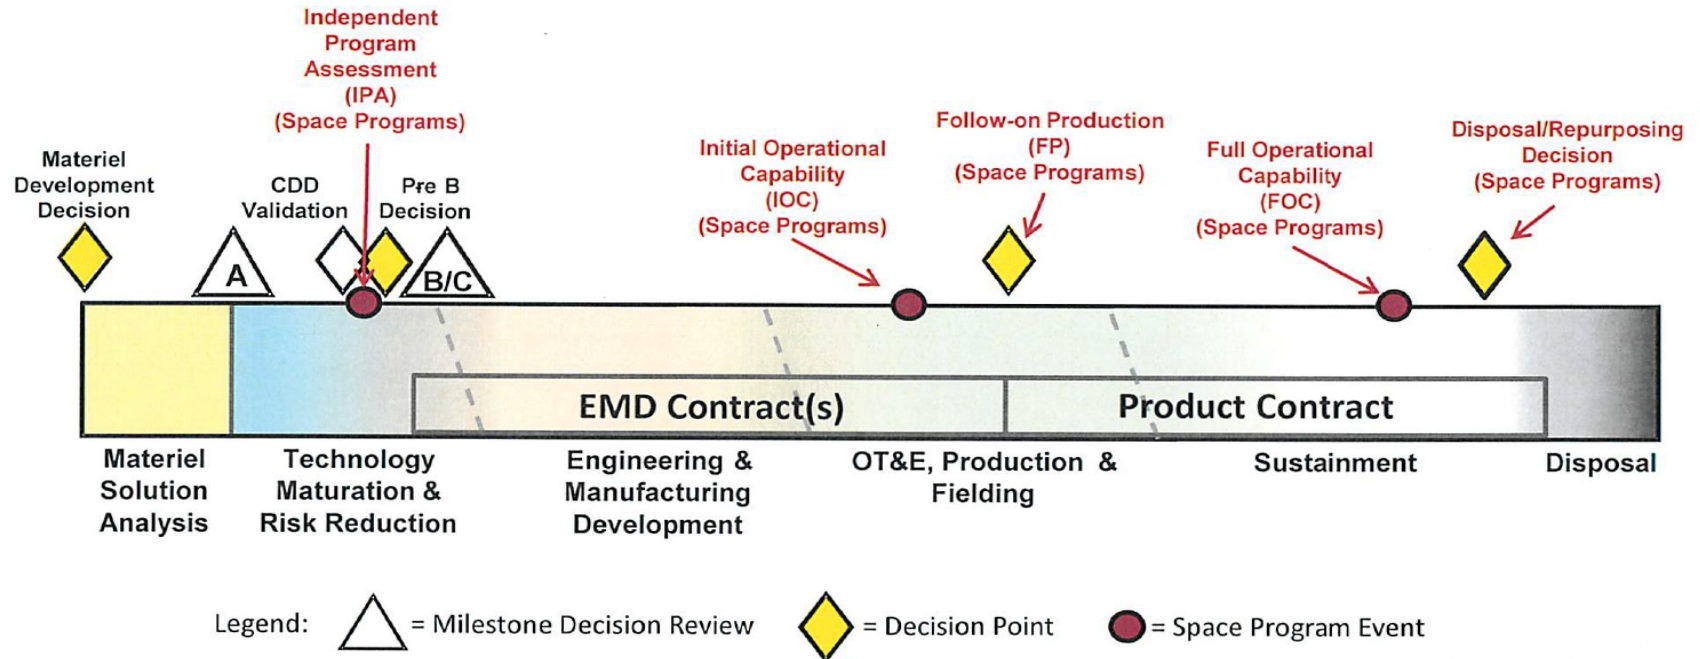 Independent
Program
Assessment
(IPA)
(Space Programs)
Materiel
Development
Decision
CDD
Validation
Pre B
Decision
Initial Operational
Capability
(IOC)
(Space Programs)
Follow-on Production
(FP)
(Space Programs)
Full Operational
Capability
(FOC)
(Space Programs)
Disposal/Repurposing
Decision
(Space Programs)
A
B/C
EMD Contract(s)
Product Contract
Materiel
Solution
Analysis
Technology
Maturation &
Risk Reduction
Engineering &
Manufacturing
Development
OT&E, Production &
Fielding
Sustainment
Disposal
Legend:
= Milestone Decision Review
= Decision Point
= Space Program Event